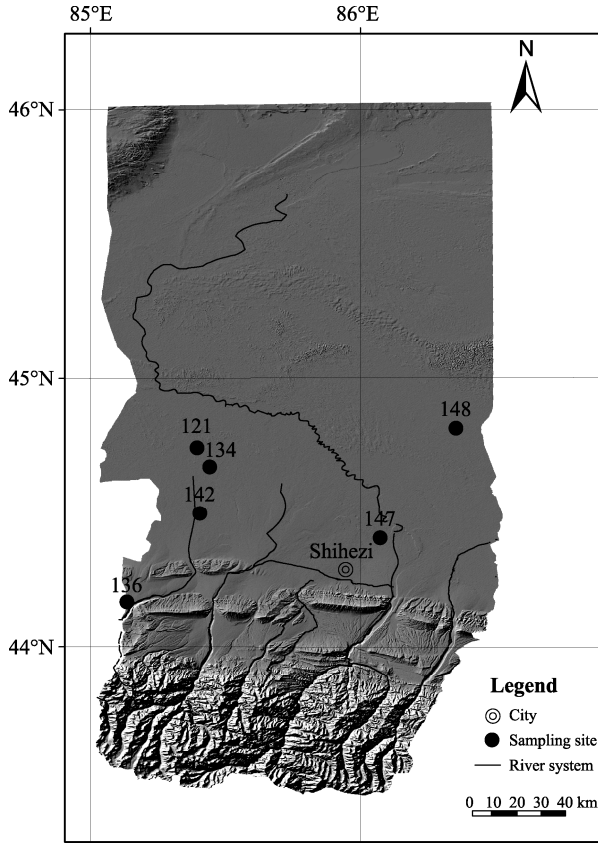 85°E 86°E
N
46°N
45°N
148
121
134
142
147
Shihezi
136
44°N
Legend
City
Sampling site
River system
0 10 20 30 40 km